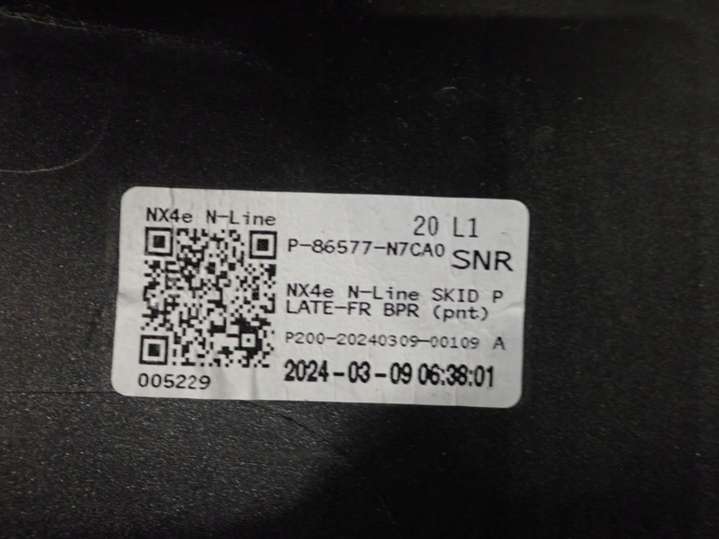 NX4e N-Line
20 L1
P-86577-N7CA0 SNR
NX4e N-Line SKID P
LATE-FR BPR (pnt)
P200-20240309-00109 A
2024-03-09 06:38:01
005229